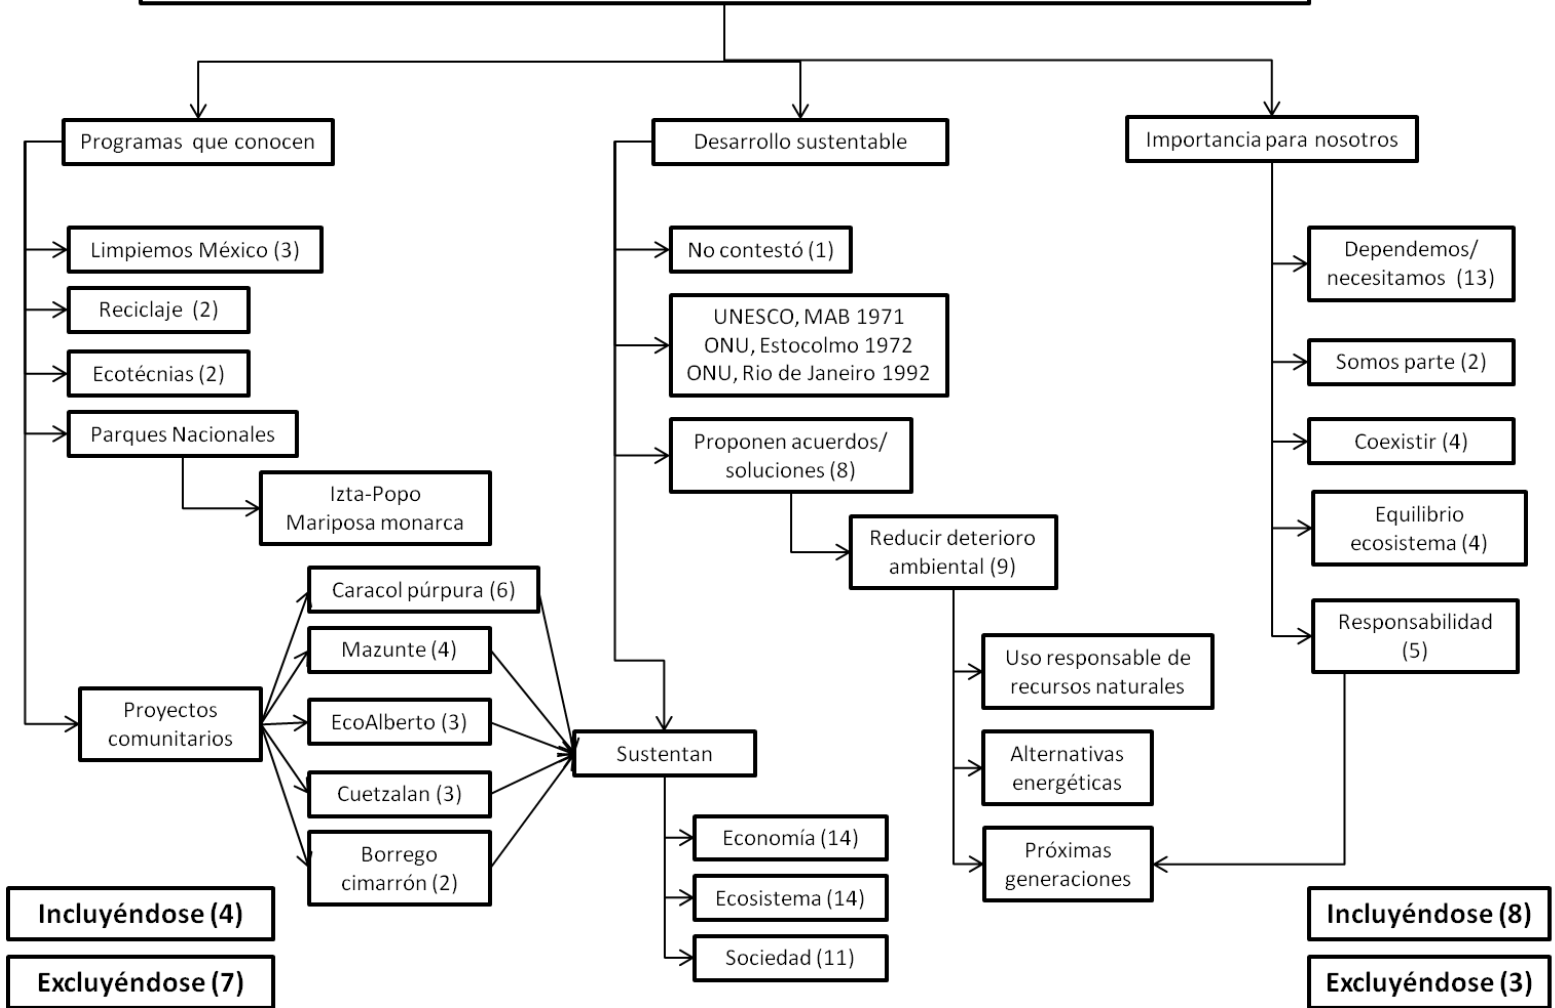 Programas que conocen
Limpiemos México (3)
Reciclaje (2)
Ecotécnias (2)
Parques Nacionales
Izta-Popo
Mariposa monarca
Proyectos
comunitarios
Caracol púrpura (6)
Mazunte (4)
EcoAlberto (3)
Cuetzalan (3)
Borrego
cimarrón (2)
Desarrollo sustentable
No contestó (1)
UNESCO, MAB 1971
ONU, Estocolmo 1972
ONU, Rio de Janeiro 1992
Proponen acuerdos/
soluciones (8)
Reducir deterioro
ambiental (9)
Uso responsable de
recursos naturales
Alternativas
energéticas
Próximas
generaciones
Sustentan
Economía (14)
Ecosistema (14)
Sociedad (11)
Importancia para nosotros
Dependemos/
necesitamos (13)
Somos parte (2)
Coexistir (4)
Equilibrio
ecosistema (4)
Responsabilidad
(5)
Incluyéndose (4)
Excluyéndose (7)
Incluyéndose (8)
Excluyéndose (3)